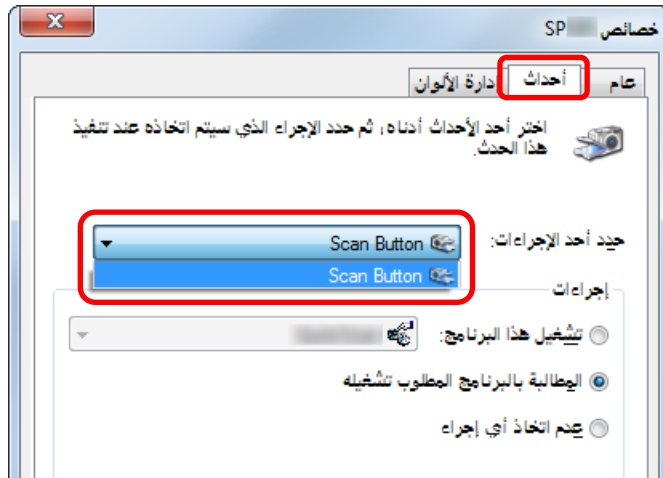 خصائص SP
عام
أحداث
إدارة الألوان
اختر أحد الأحداث أدناه، ثم حدد الإجراء الذي سيتم اتخاذه عند تنفيذ
هذا الحدث.
حدد أحد الإجراءات:
Scan Button
Scan Button
إجراءات
تشغيل هذا البرنامج:
المطالبة بالبرنامج المطلوب تشغيله
عدم اتخاذ أي إجراء